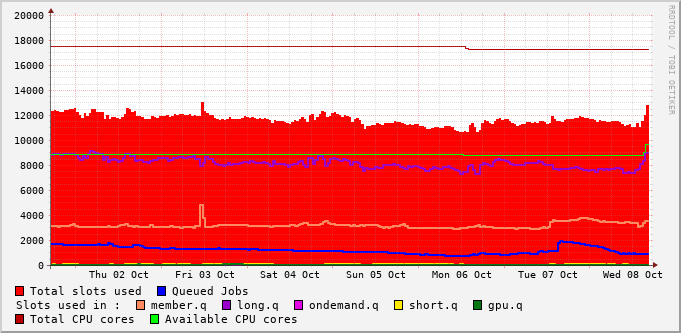 RRDTOOL / TOBI OETIKER
20000
18000
16000
14000
12000
10000
8000
6000
4000
2000
0
Thu 02 Oct Fri 03 Oct Sat 04 Oct Sun 05 Oct Mon 06 Oct Tue 07 Oct Wed 08 Oct
Total slots used Queued Jobs
Slots used in : member.q long.q ondemand.q short.q gpu.q
Total CPU cores Available CPU cores